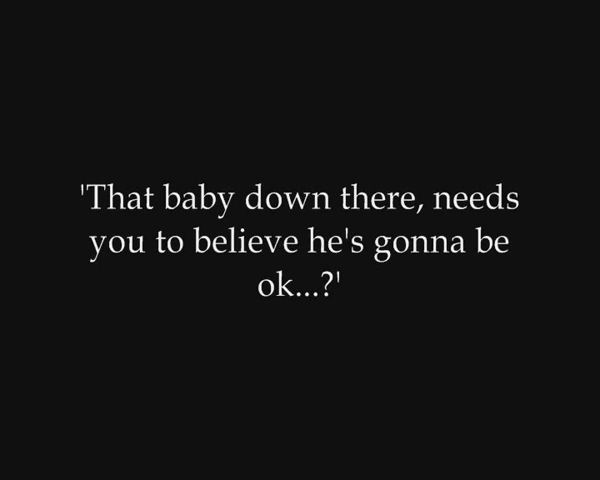 'That baby down there, needs
you to believe he's gonna be
ok...?'